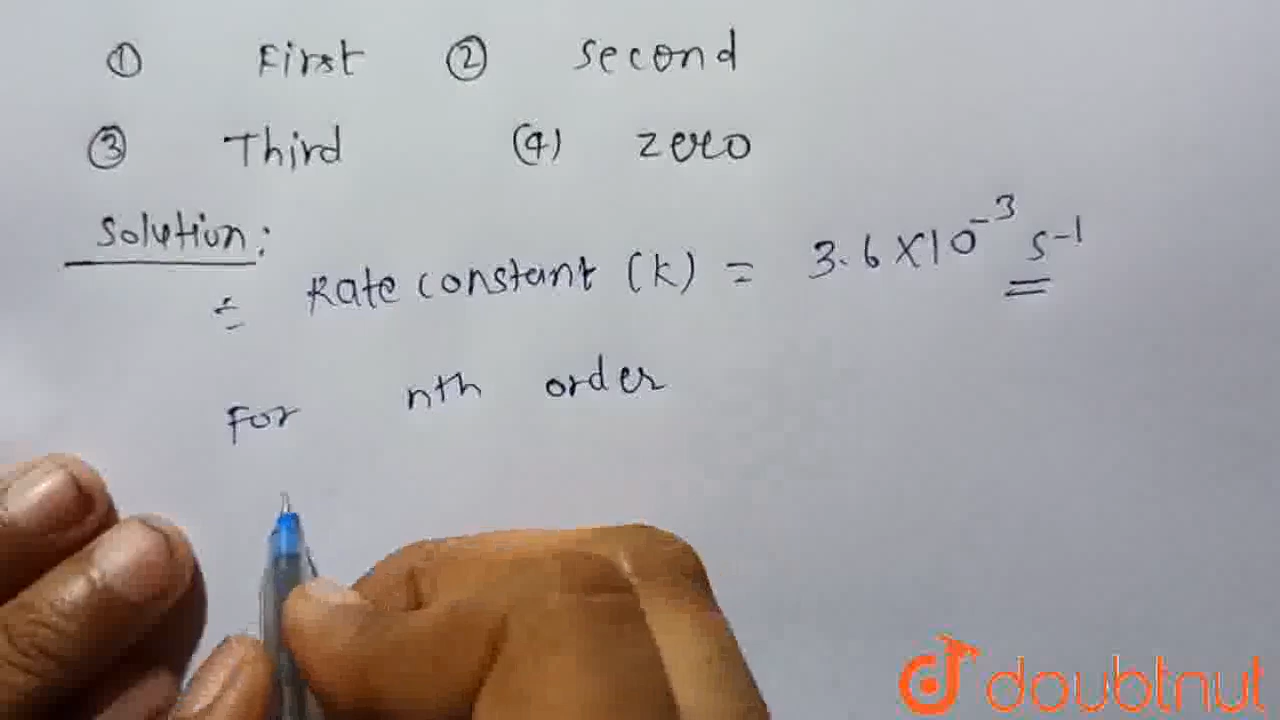 ① First ② Second
③ Third (4) zero
Solution:
÷ Rate constant (K) = 3.6 X 10⁻³ s⁻¹
For nth order
doubtnut